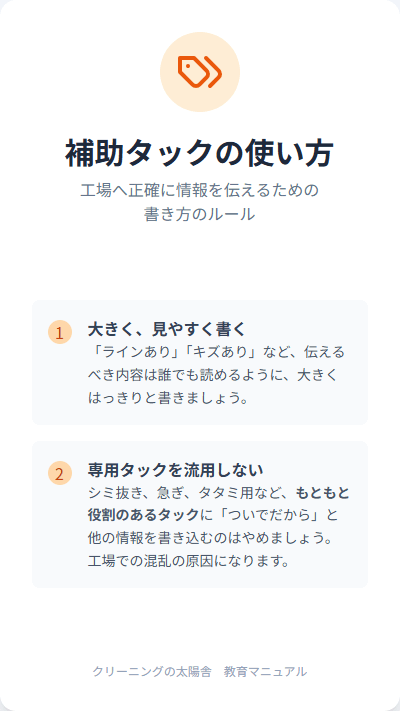 補助タックの使い方
工場へ正確に情報を伝えるための
書き方のルール
1
大きく、見やすく書く
「ラインあり」「キズあり」など、伝える
べき内容は誰でも読めるように、大きく
はっきりと書きましょう。
2
専用タックを流用しない
シミ抜き、急ぎ、タタミ用など、もともと
役割のあるタックに「ついでだから」と
他の情報を書き込むのはやめましょう。
工場での混乱の原因になります。
クリーニングの太陽舎　教育マニュアル